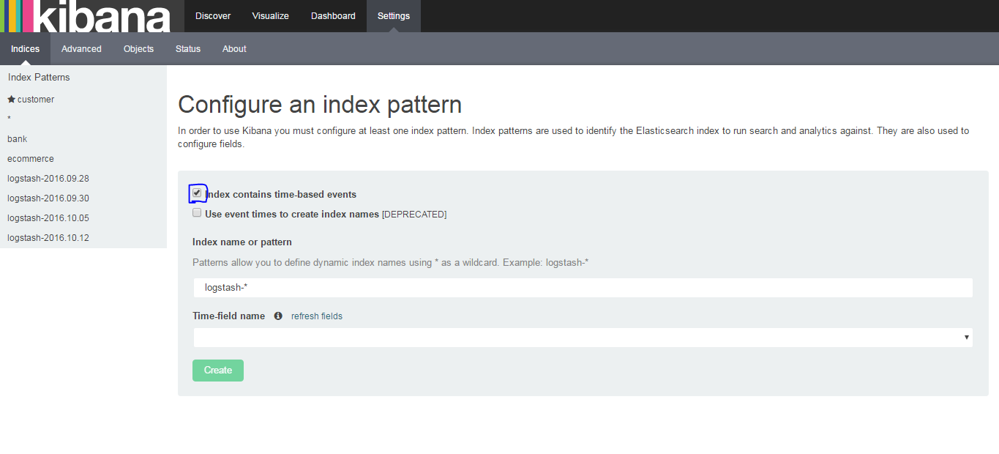 kibana
Discover
Visualize
Dashboard
Settings
Indices
Advanced
Objects
Status
About
Index Patterns
★ customer
*
bank
ecommerce
logstash-2016.09.28
logstash-2016.09.30
logstash-2016.10.05
logstash-2016.10.12
Configure an index pattern
In order to use Kibana you must configure at least one index pattern. Index patterns are used to identify the Elasticsearch index to run search and analytics against. They are also used to
configure fields.
Index contains time-based events
Use event times to create index names [DEPRECATED]
Index name or pattern
Patterns allow you to define dynamic index names using * as a wildcard. Example: logstash-*
logstash-*
Time-field name refresh fields
Create